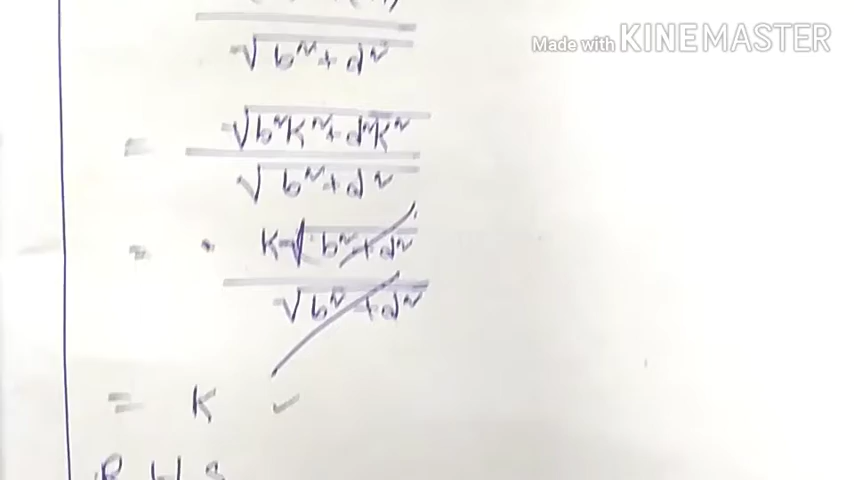 √b² + d²
Made with KINEMASTER
√b²K² + d²K²
=
√b² + d²
= K√b² + d²
√b² + d²
= K ✓
R H S